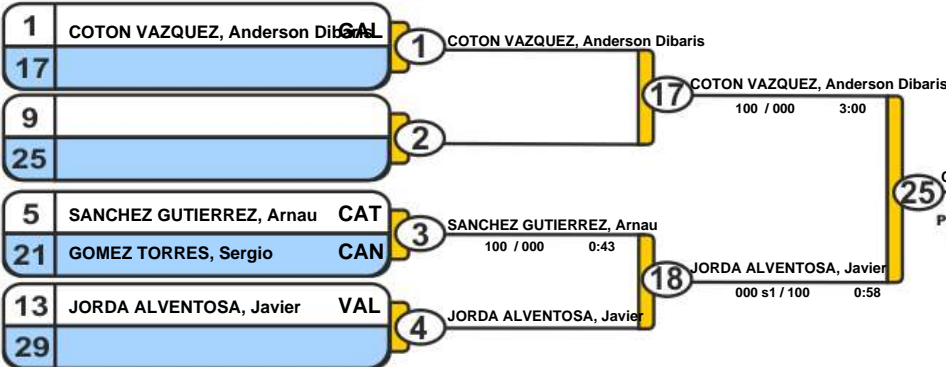 1 COTON VAZQUEZ, Anderson Dibaris GAL
17
1 COTON VAZQUEZ, Anderson Dibaris
9
25
2
17 COTON VAZQUEZ, Anderson Dibaris
100 / 000 3:00
5 SANCHEZ GUTIERREZ, Arnau CAT
21 GOMEZ TORRES, Sergio CAN
3 SANCHEZ GUTIERREZ, Arnau
100 / 000 0:43
13 JORDA ALVENTOSA, Javier VAL
29
4 JORDA ALVENTOSA, Javier
18 JORDA ALVENTOSA, Javier
000 s1 / 100 0:58
25
P